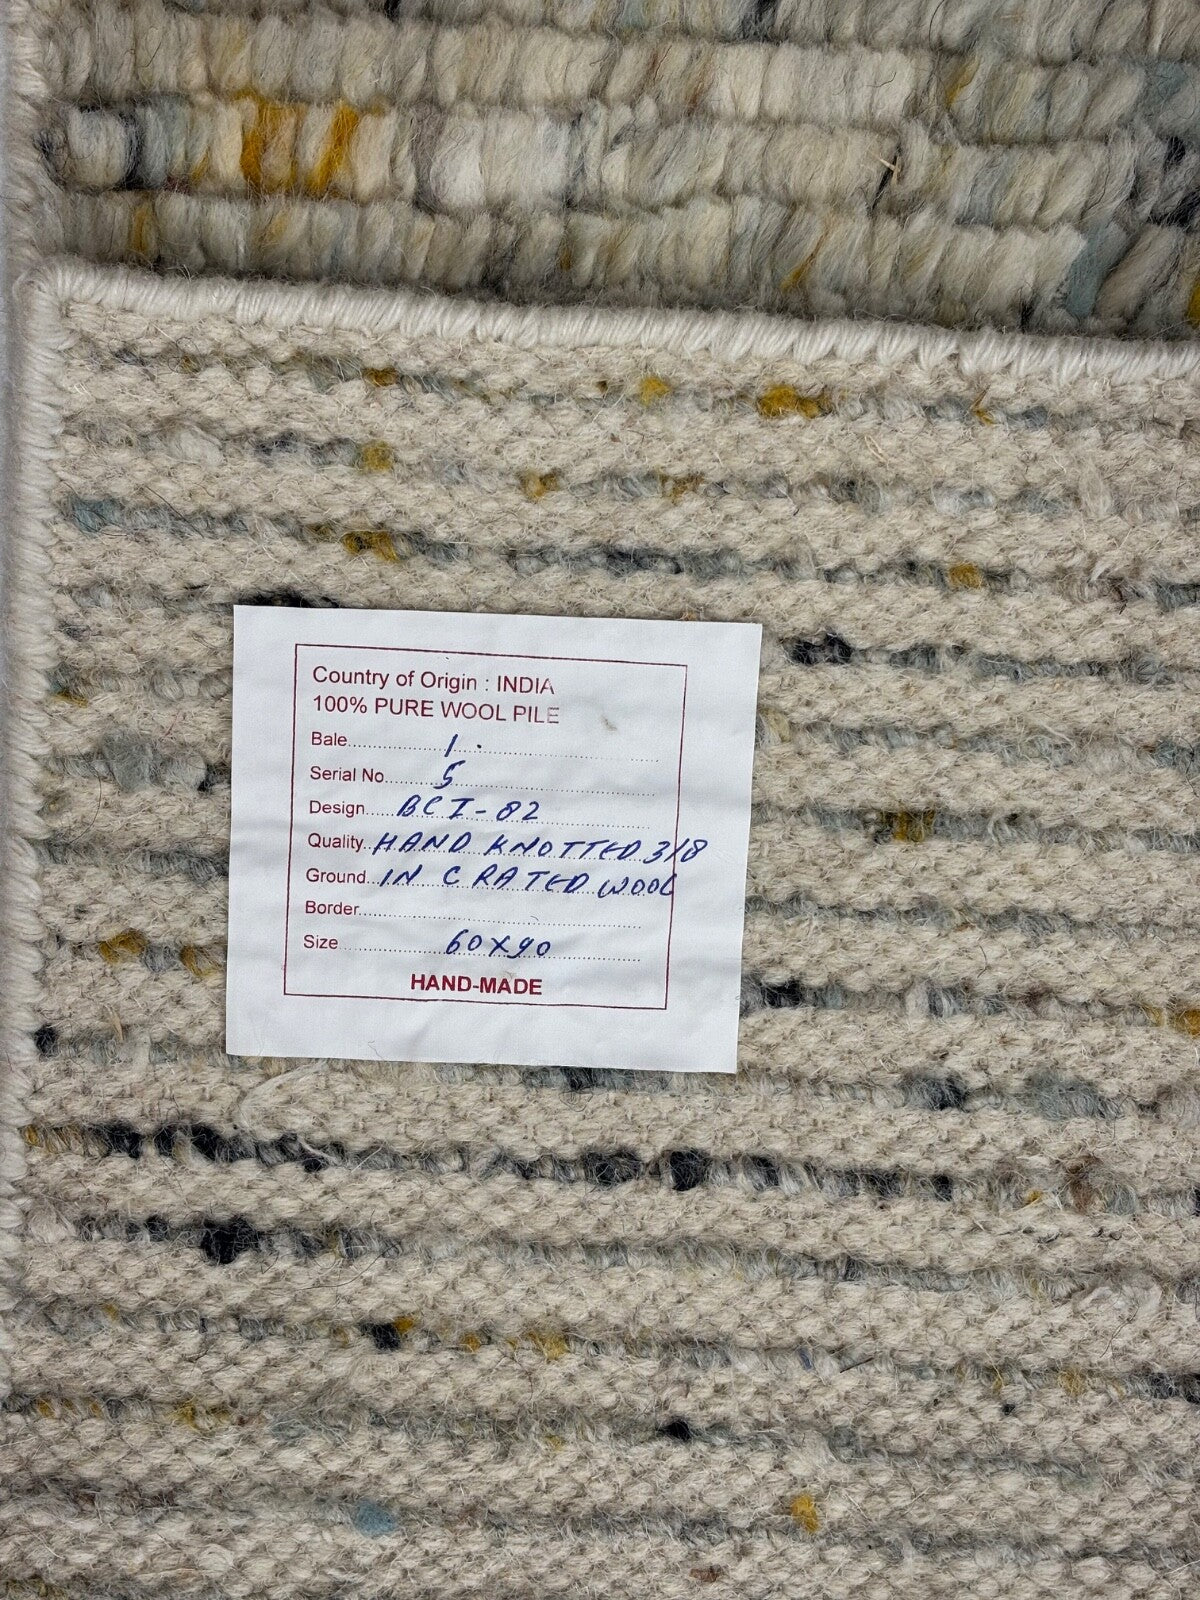 Country of Origin : INDIA
100% PURE WOOL PILE
Bale 1
Serial No. 5
Design BCI-82
Quality HAND KNOTTED 3/8
Ground IN C RATED WOOL
Border
Size 60X90
HAND-MADE